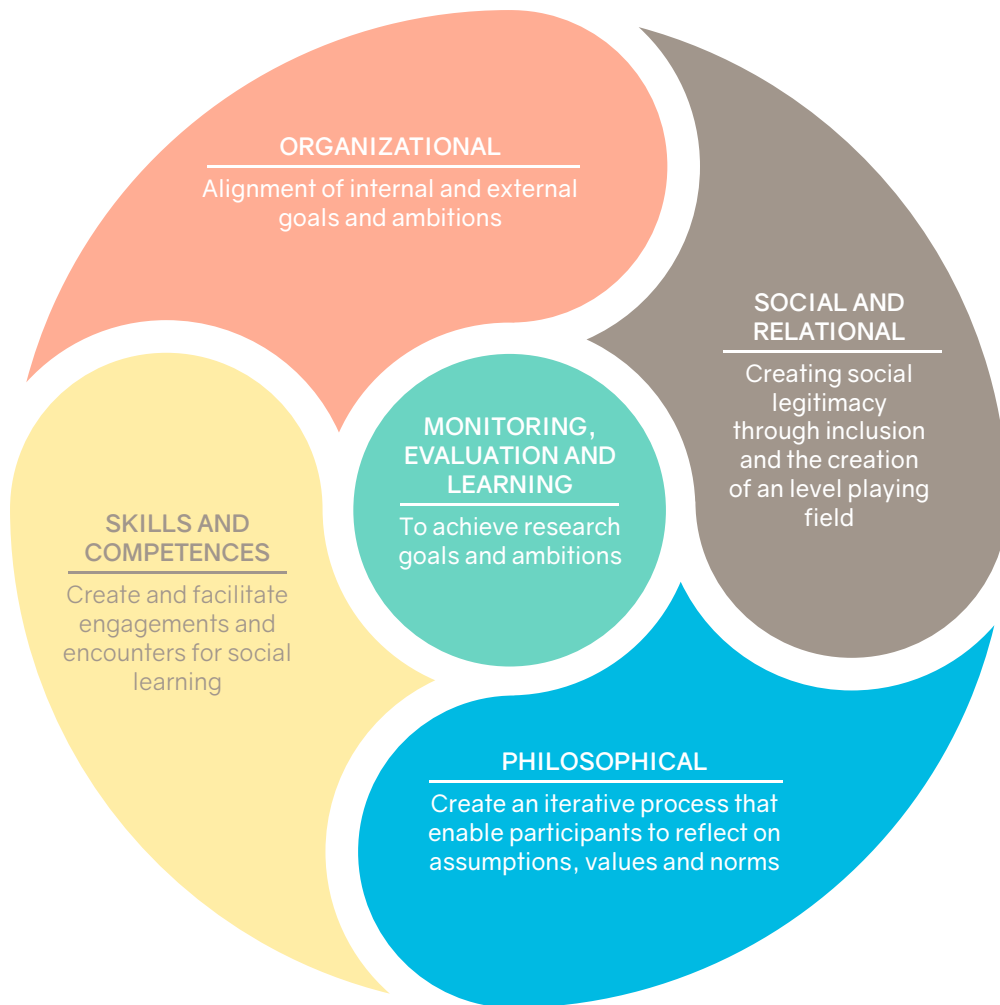 ORGANIZATIONAL
Alignment of internal and external
goals and ambitions
SOCIAL AND
RELATIONAL
Creating social
legitimacy
through inclusion
and the creation
of an level playing
field
MONITORING,
EVALUATION AND
LEARNING
To achieve research
goals and ambitions
SKILLS AND
COMPETENCES
Create and facilitate
engagements and
encounters for social
learning
PHILOSOPHICAL
Create an iterative process that
enable participants to reflect on
assumptions, values and norms